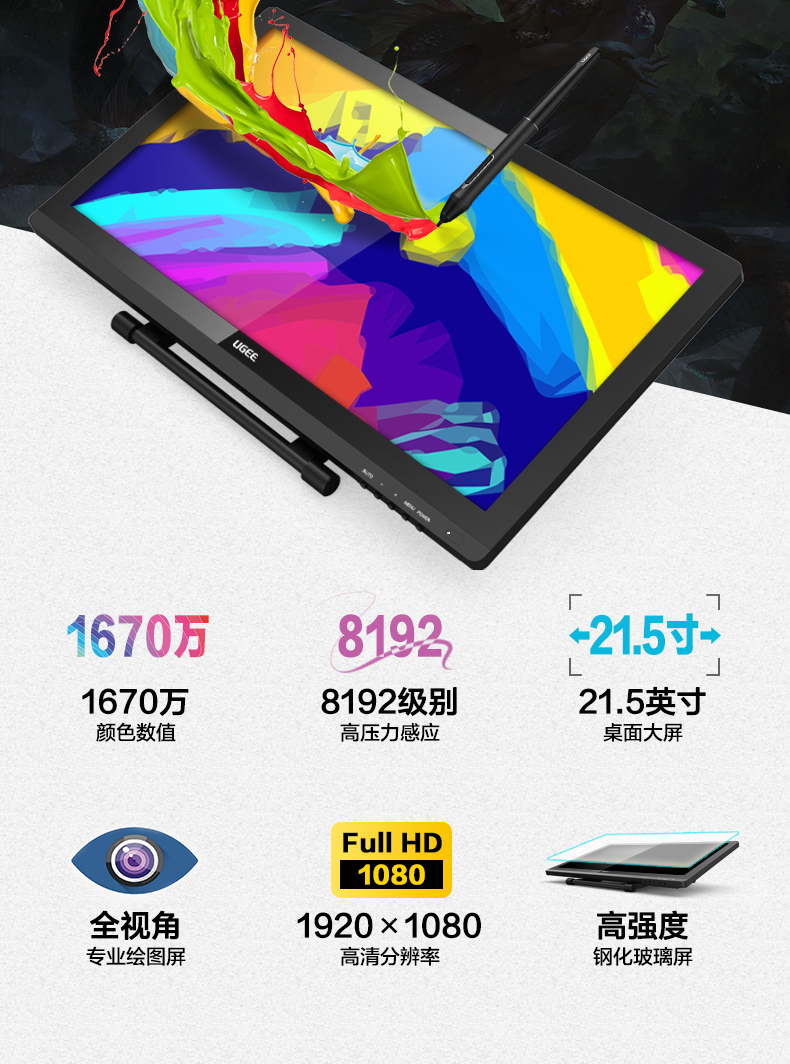 UGEE
AUTO
MENU POWER
1670万
8192
21.5寸
1670万
颜色数值
8192级别
高压力感应
21.5英寸
桌面大屏
Full HD
1080
全视角
专业绘图屏
1920×1080
高清分辨率
高强度
钢化玻璃屏